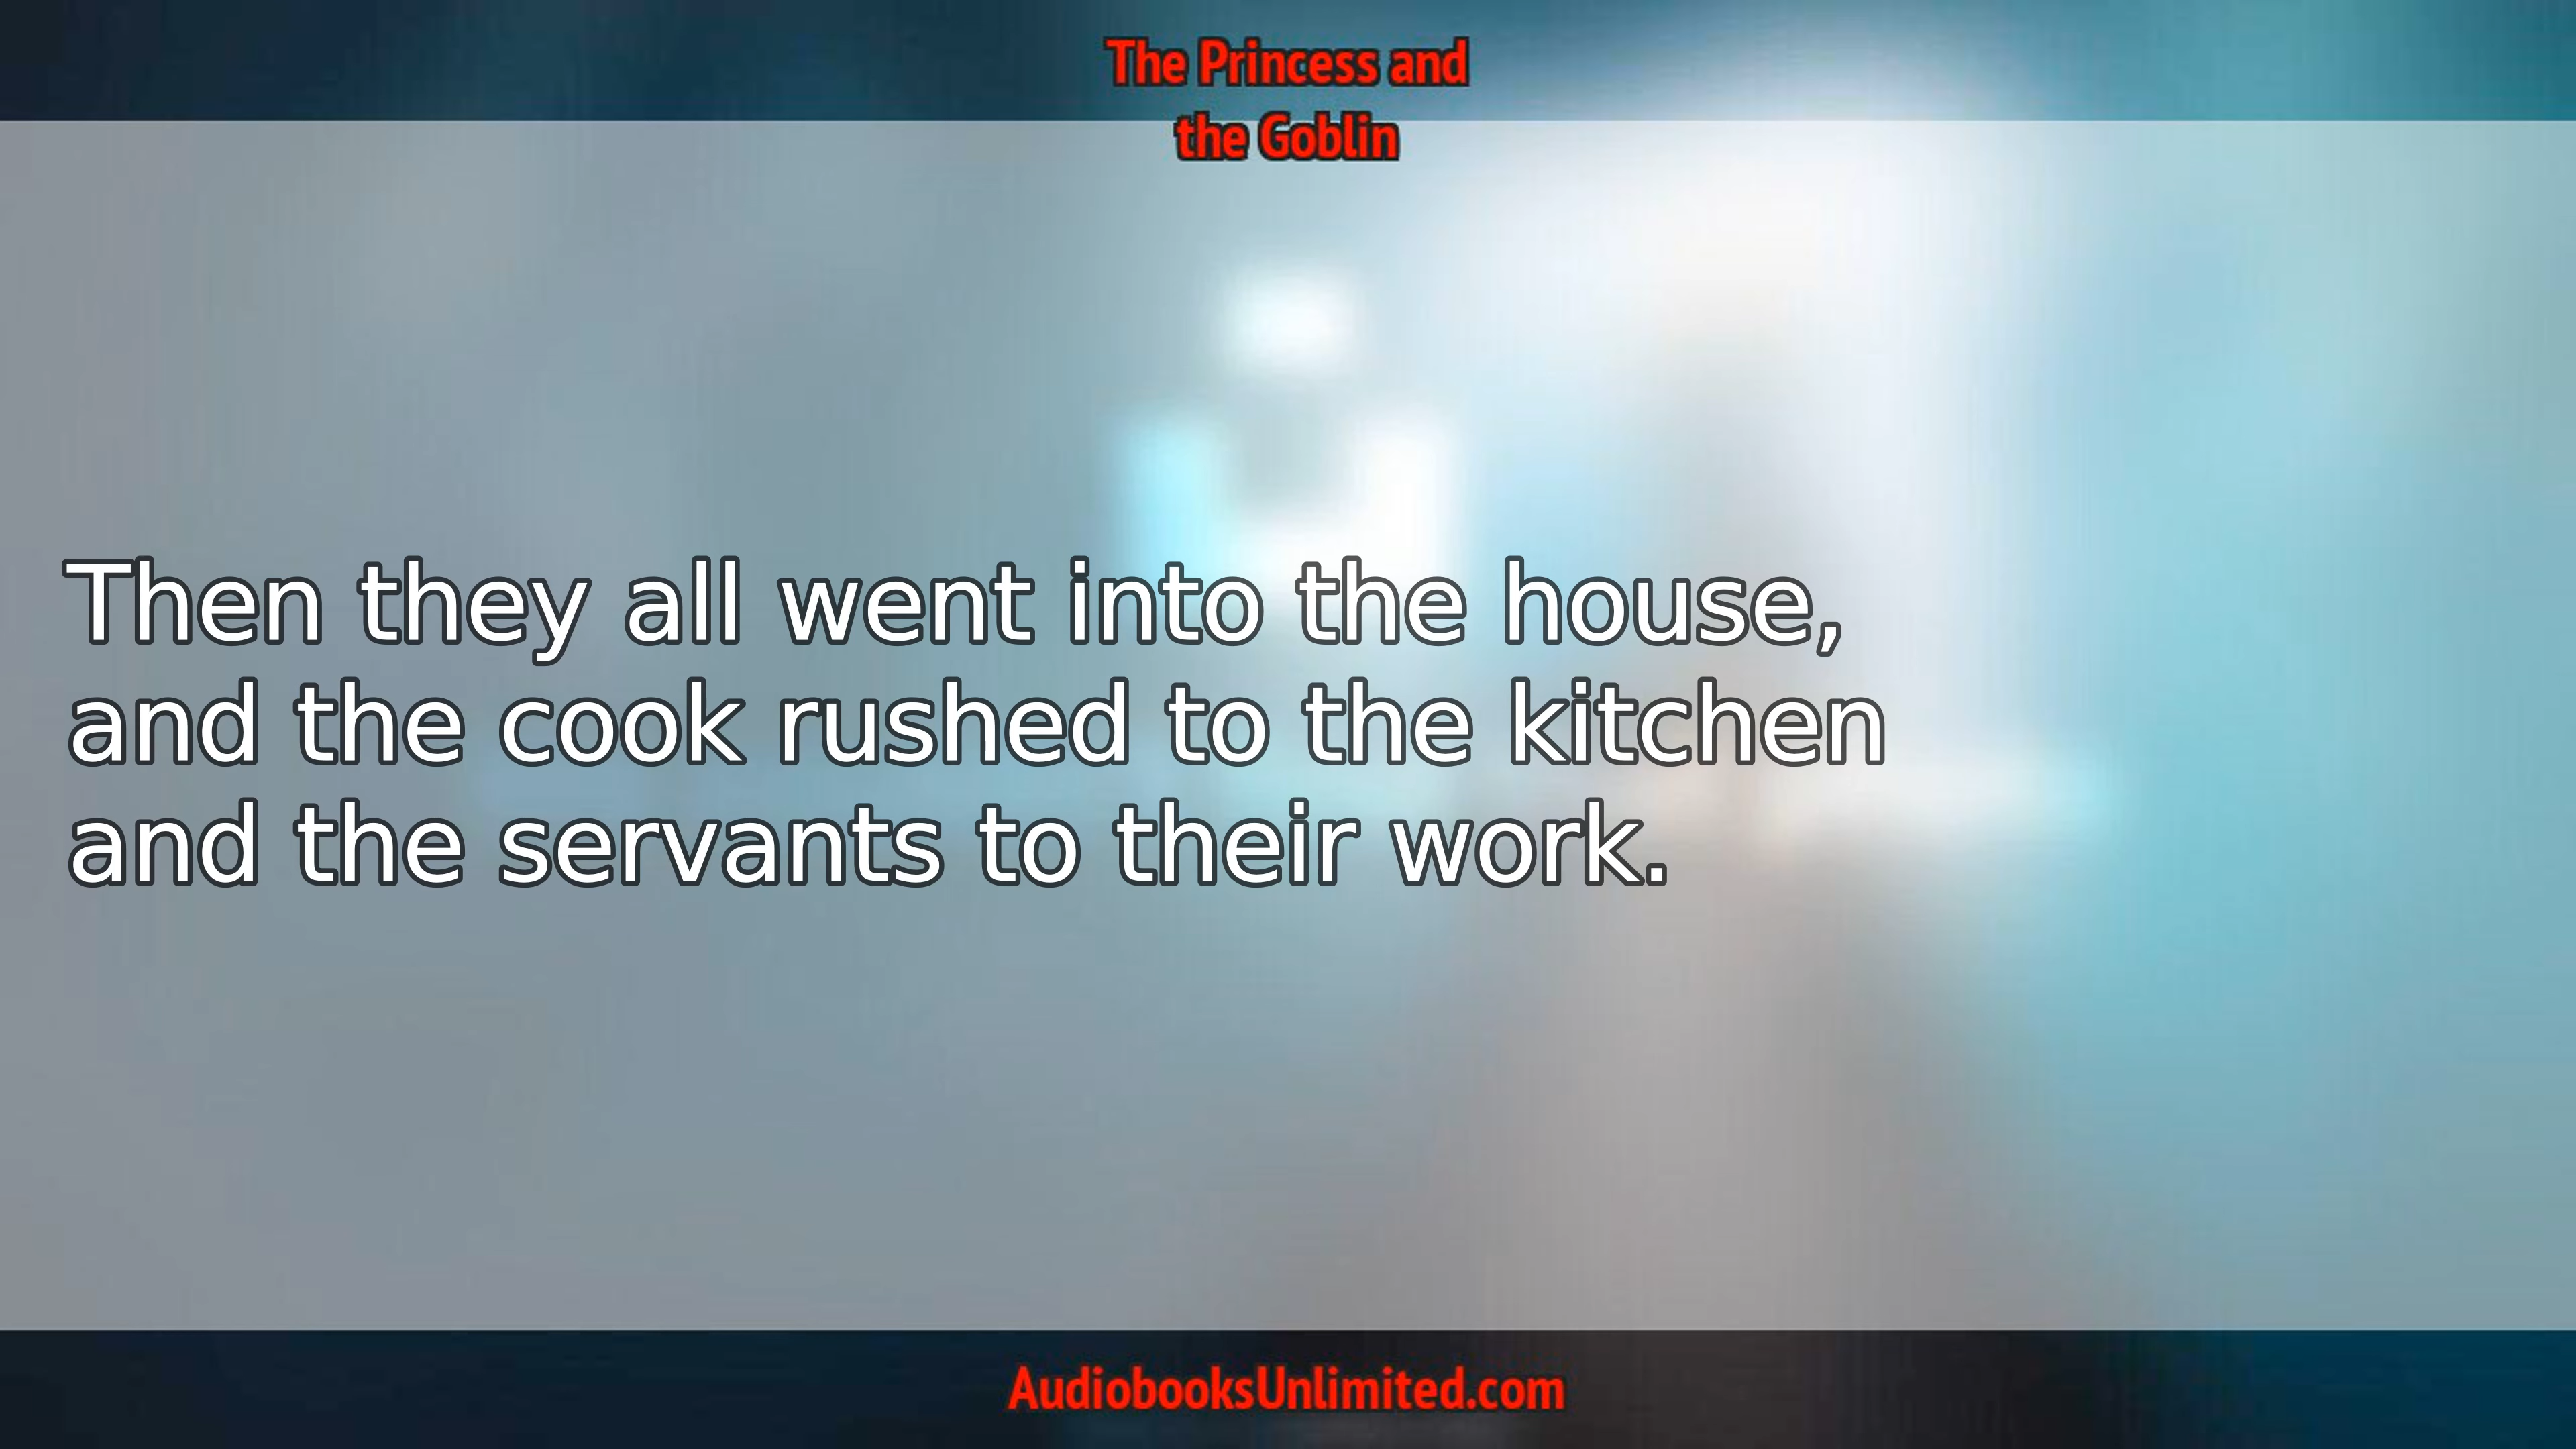 The Princess and
the Goblin
Then they all went into the house,
and the cook rushed to the kitchen
and the servants to their work.
AudiobooksUnlimited.com